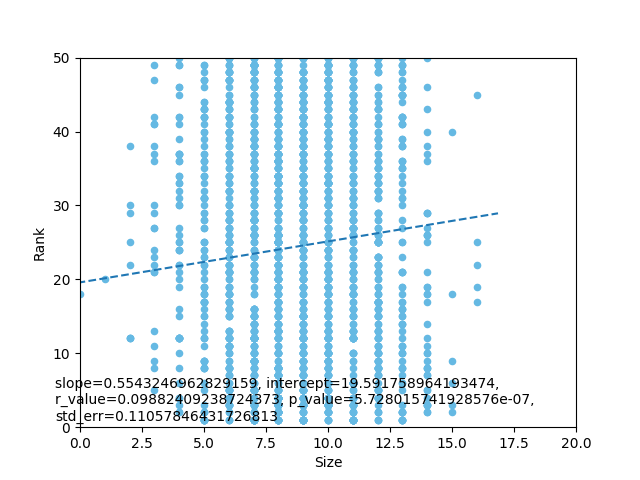 50
40
30
20
10
0
Rank
slope=0.5543246962829159, intercept=19.591758964193474,
r_value=0.09882409238724373, p_value=5.728015741928576e-07,
std_err=0.11057846431726813
0.0 2.5 5.0 7.5 10.0 12.5 15.0 17.5 20.0
Size